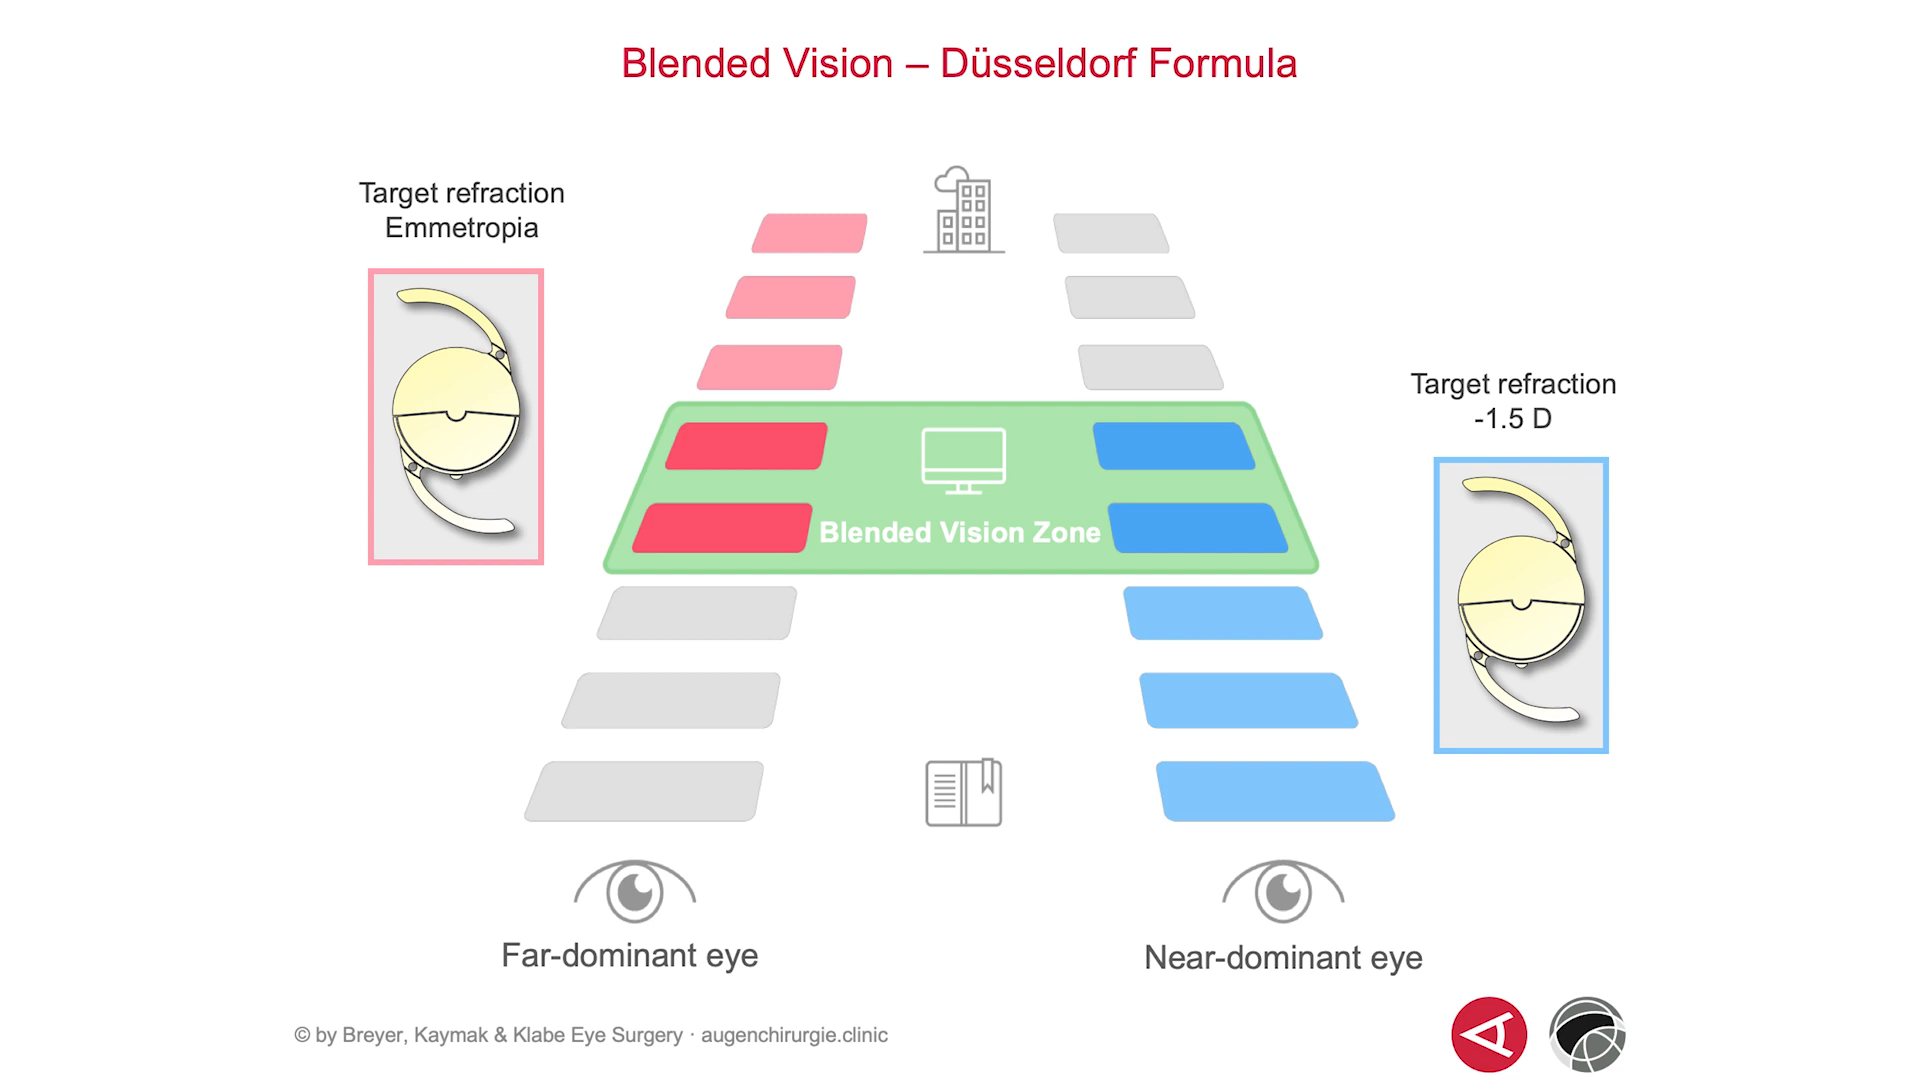 Blended Vision – Düsseldorf Formula
Target refraction
Emmetropia
Target refraction
-1.5 D
Blended Vision Zone
Far-dominant eye
Near-dominant eye
© by Breyer, Kaymak & Klabe Eye Surgery · augenchirurgie.clinic